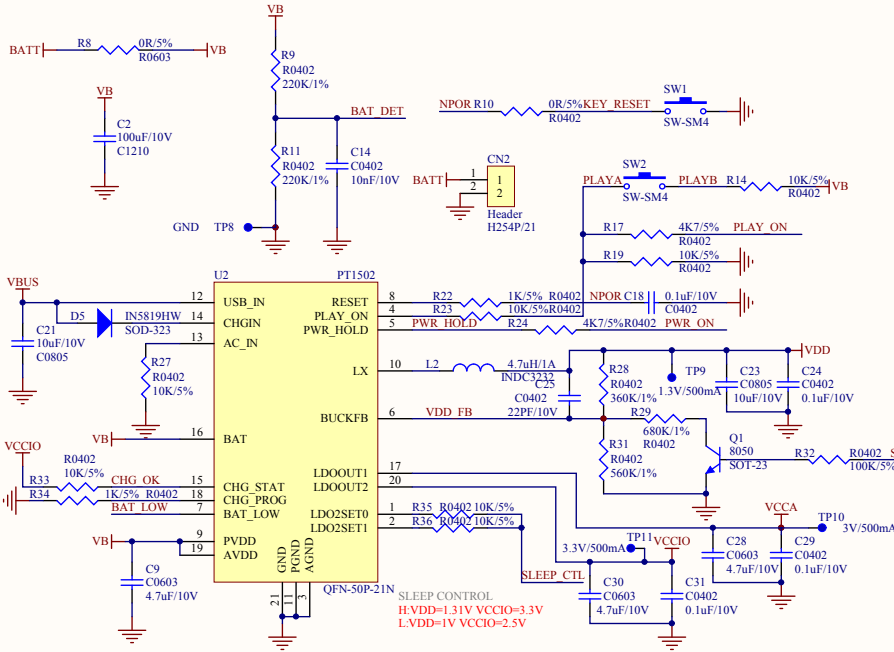 VB
BATT R8 0R/5% VB
R0603
R9
R0402
220K/1%
VB
C2
100uF/10V
C1210
BAT_DET
NPOR R10 0R/5% KEY_RESET
R0402
SW1
SW-SM4
R11
R0402
220K/1%
C14
C0402
10nF/10V
CN2
BATT 1 1
2 2
Header
H254P/21
SW2
PLAYA PLAYB R14 10K/5% VB
SW-SM4 R0402
GND TP8
R17 4K7/5% PLAY_ON
R0402
R19 10K/5%
R0402
U2 PT1502
VBUS
12 USB_IN
D5 IN5819HW 14 CHGIN
SOD-323
13 AC_IN
C21
10uF/10V
C0805
R27
R0402
10K/5%
RESET 8 R22 1K/5% R0402 NPOR C18 0.1uF/10V
C0402
PLAY_ON 4 R23 10K/5% R0402
PWR_HOLD 5 PWR_HOLD R24 4K7/5% R0402 PWR_ON
LX 10 L2 4.7uH/1A
INDC3232
VDD
C25
C0402
22PF/10V
R28
R0402
360K/1%
TP9
1.3V/500mA
C23
C0805
10uF/10V
C24
C0402
0.1uF/10V
BUCKFB 6 VDD_FB
R29
680K/1%
R0402
R31
R0402
560K/1%
Q1
8050
SOT-23
R32 R0402
100K/5%
VB 16 BAT
VCCIO
R0402
R33 10K/5% CHG_OK 15 CHG_STAT
R34 1K/5% R0402 18 CHG_PROG
BAT_LOW 7 BAT_LOW
VB 9 PVDD
19 AVDD
C9
C0603
4.7uF/10V
LDOOUT1 17
LDOOUT2 20
LDO2SET0 1 R35 R0402 10K/5%
LDO2SET1 2 R36 R0402 10K/5%
GND PGND AGND
21 11 3
QFN-50P-21N
TP11
3.3V/500mA
VCCIO
SLEEP_CTL
VCCA
TP10
3V/500mA
C28
C0603
4.7uF/10V
C29
C0402
0.1uF/10V
C30
C0603
4.7uF/10V
C31
C0402
0.1uF/10V
SLEEP CONTROL
H:VDD=1.31V VCCIO=3.3V
L:VDD=1V VCCIO=2.5V